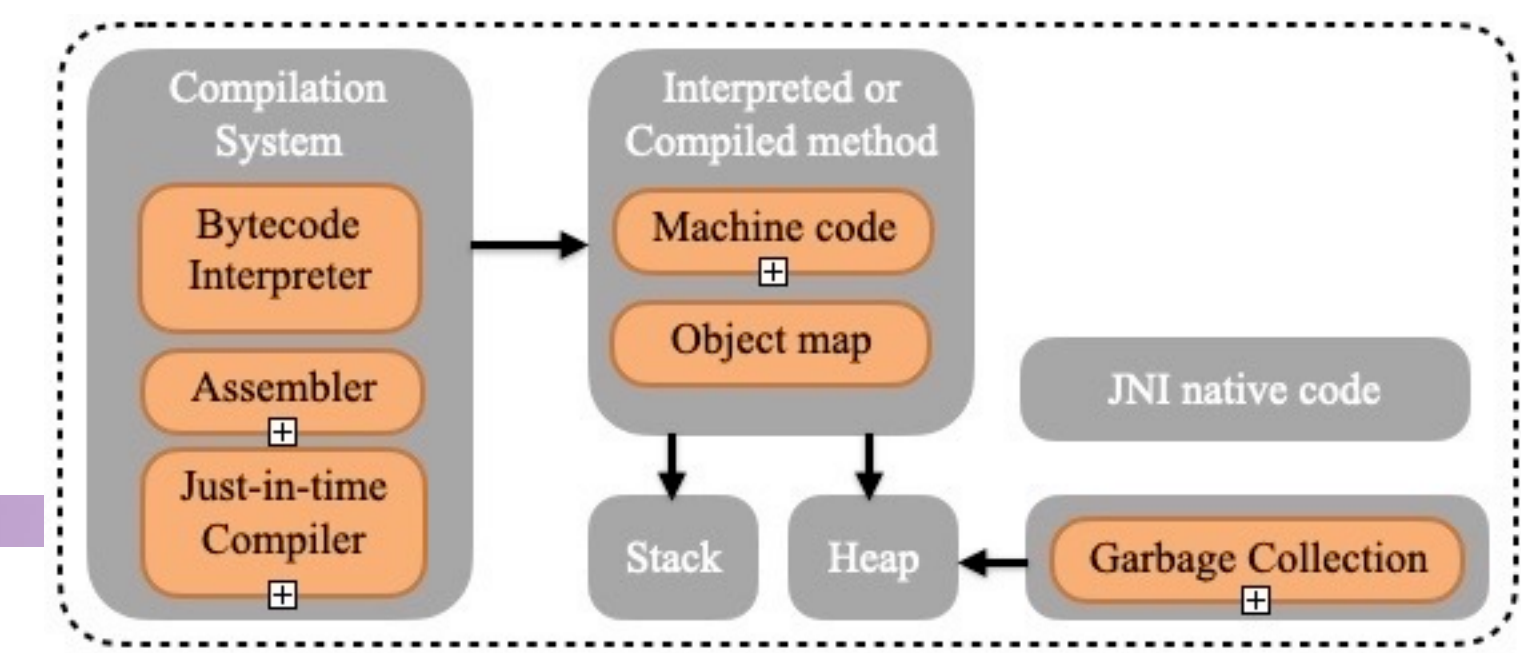 Compilation
System
Bytecode
Interpreter
Assembler
Just-in-time
Compiler
Interpreted or
Compiled method
Machine code
Object map
JNI native code
Stack
Heap
Garbage Collection